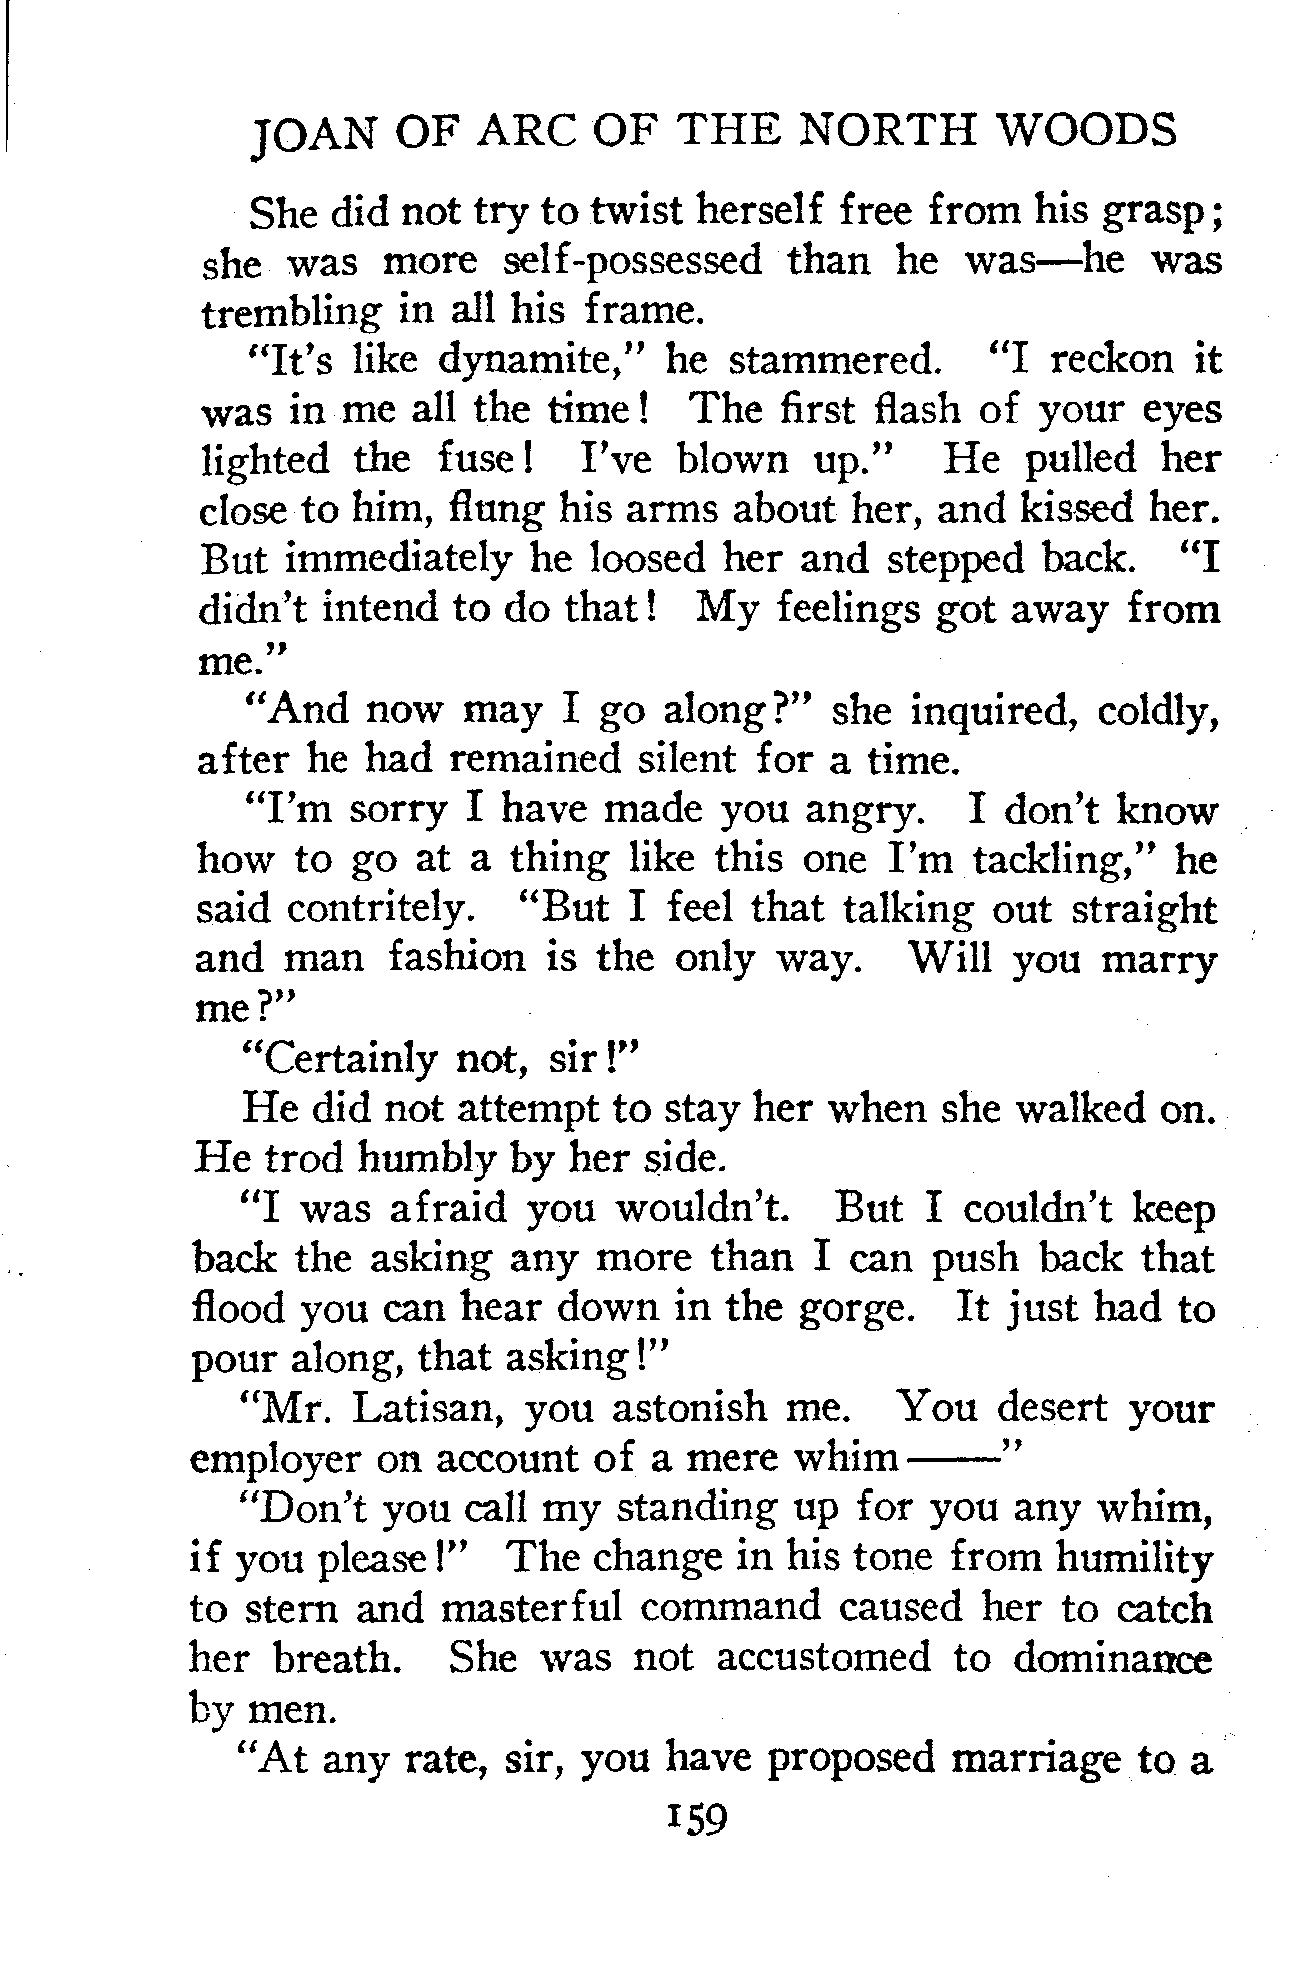 JOAN OF ARC OF THE NORTH WOODS
She did not try to twist herself free from his grasp;
she was more self-possessed than he was—he was
trembling in all his frame.
“It's like dynamite,” he stammered. “I reckon it
was in me all the time! The first flash of your eyes
lighted the fuse! I've blown up.” He pulled her
close to him, flung his arms about her, and kissed her.
But immediately he loosed her and stepped back. “I
didn't intend to do that! My feelings got away from
me.”
“And now may I go along?” she inquired, coldly,
after he had remained silent for a time.
“I'm sorry I have made you angry. I don't know
how to go at a thing like this one I'm tackling,” he
said contritely. “But I feel that talking out straight
and man fashion is the only way. Will you marry
me?”
“Certainly not, sir!”
He did not attempt to stay her when she walked on.
He trod humbly by her side.
“I was afraid you wouldn't. But I couldn't keep
back the asking any more than I can push back that
flood you can hear down in the gorge. It just had to
pour along, that asking!”
“Mr. Latisan, you astonish me. You desert your
employer on account of a mere whim——”
“Don't you call my standing up for you any whim,
if you please!” The change in his tone from humility
to stern and masterful command caused her to catch
her breath. She was not accustomed to dominance
by men.
“At any rate, sir, you have proposed marriage to a
159